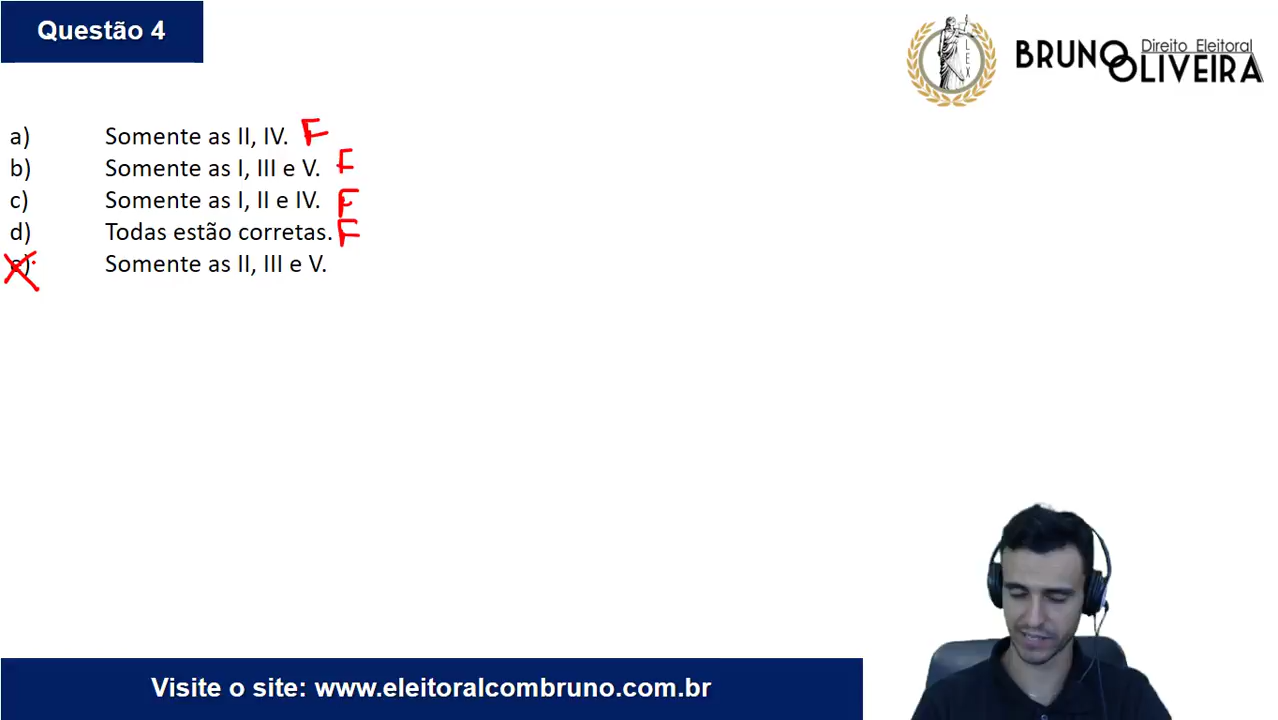 Questão 4
LEX
BRUNO Direito Eleitoral
OLIVEIRA
a) Somente as II, IV. F
b) Somente as I, III e V. F
c) Somente as I, II e IV. F
d) Todas estão corretas. F
e) Somente as II, III e V.
Visite o site: www.eleitoralcombruno.com.br